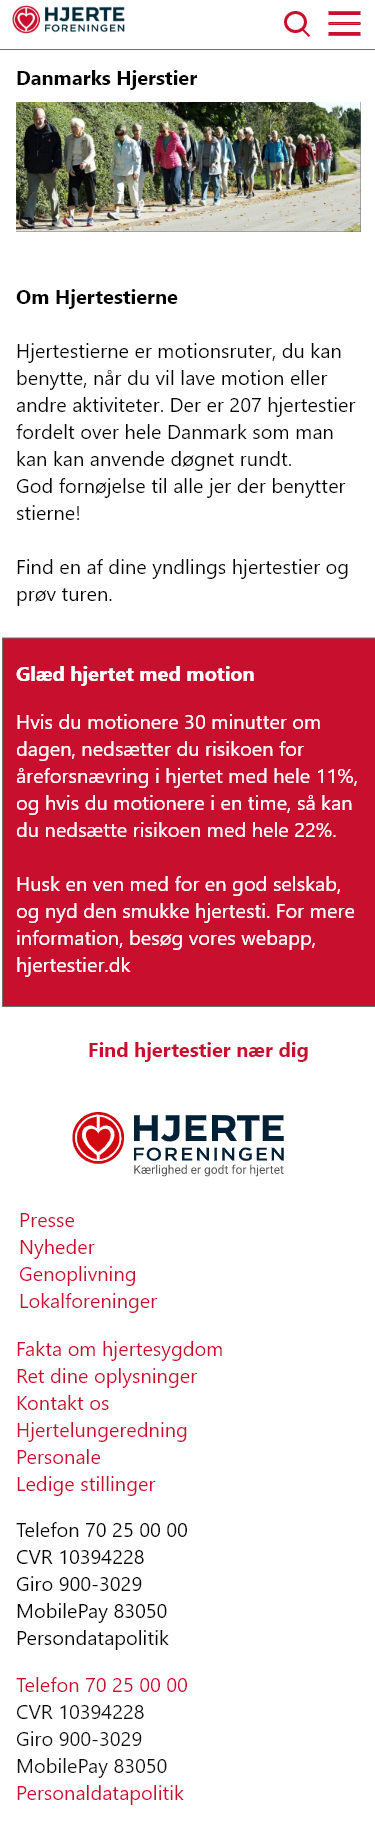 HJERTE
FORENINGEN
Danmarks Hjerstier
Om Hjertestierne
Hjertestierne er motionsruter, du kan
benytte, når du vil lave motion eller
andre aktiviteter. Der er 207 hjertestier
fordelt over hele Danmark som man
kan kan anvende døgnet rundt.
God fornøjelse til alle jer der benytter
stierne!
Find en af dine yndlings hjertestier og
prøv turen.
Glæd hjertet med motion
Hvis du motionere 30 minutter om
dagen, nedsætter du risikoen for
åreforsnævring i hjertet med hele 11%,
og hvis du motionere i en time, så kan
du nedsætte risikoen med hele 22%.
Husk en ven med for en god selskab,
og nyd den smukke hjertesti. For mere
information, besøg vores webapp,
hjertestier.dk
Find hjertestier nær dig
HJERTE
FORENINGEN
Kærlighed er godt for hjertet
Presse
Nyheder
Genoplivning
Lokalforeninger
Fakta om hjertesygdom
Ret dine oplysninger
Kontakt os
Hjertelungeredning
Personale
Ledige stillinger
Telefon 70 25 00 00
CVR 10394228
Giro 900-3029
MobilePay 83050
Persondatapolitik
Telefon 70 25 00 00
CVR 10394228
Giro 900-3029
MobilePay 83050
Personaldatapolitik